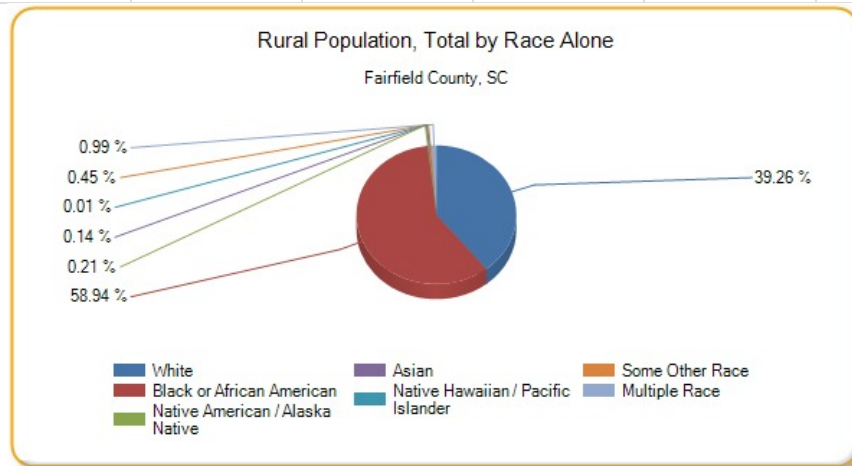 Rural Population, Total by Race Alone
Fairfield County, SC
0.99 %
0.45 %
0.01 %
0.14 %
0.21 %
58.94 %
39.26 %
White
Black or African American
Native American / Alaska
Native
Asian
Native Hawaiian / Pacific
Islander
Some Other Race
Multiple Race